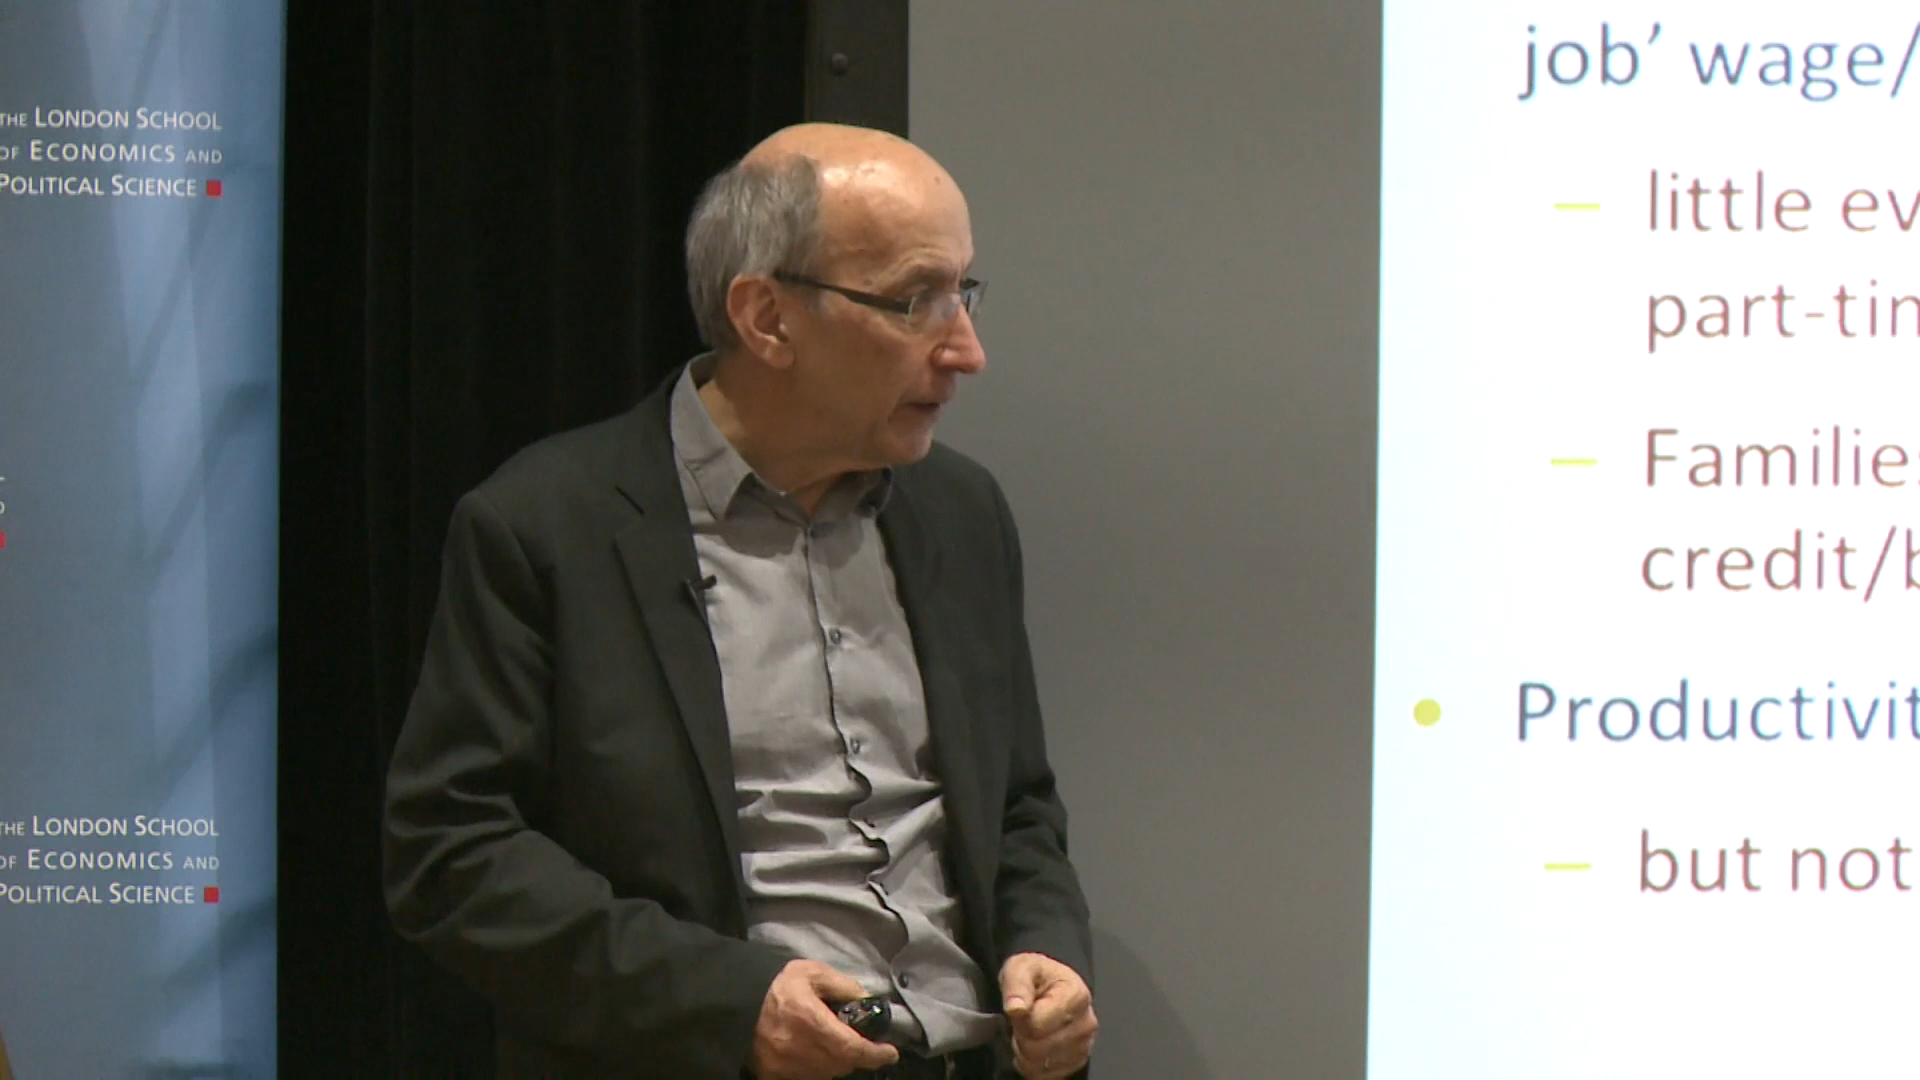 THE LONDON SCHOOL
OF ECONOMICS AND
POLITICAL SCIENCE
THE LONDON SCHOOL
OF ECONOMICS AND
POLITICAL SCIENCE
job’ wage/
– little ev
part-tin
– Families
credit/b
• Productivit
– but not